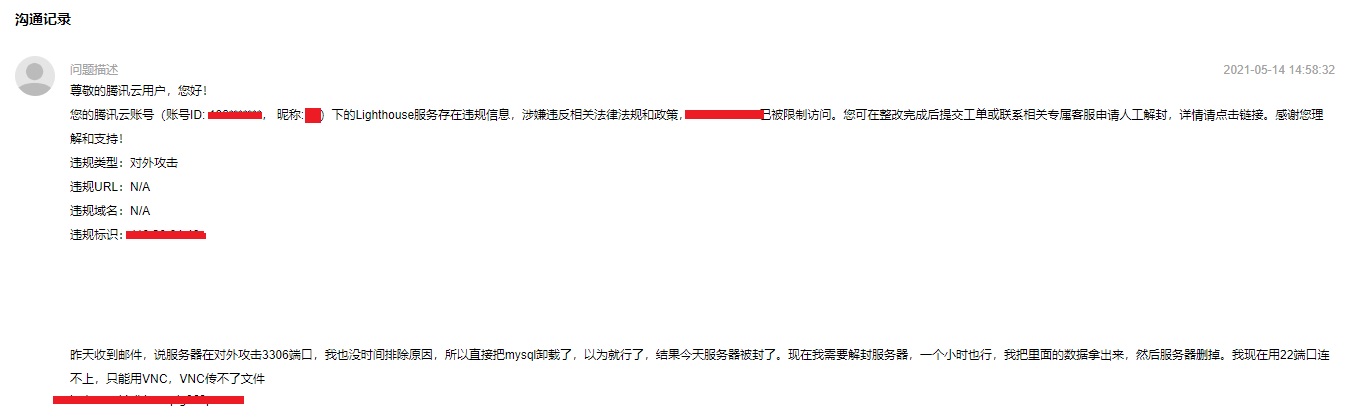 沟通记录
问题描述
2021-05-14 14:58:32
尊敬的腾讯云用户，您好！
您的腾讯云账号（账号ID: ， 昵称: ）下的Lighthouse服务存在违规信息，涉嫌违反相关法律法规和政策， 已被限制访问。您可在整改完成后提交工单或联系相关专属客服申请人工解封，详情请点击链接。感谢您理
解和支持！
违规类型：对外攻击
违规URL：N/A
违规域名：N/A
违规标识：
昨天收到邮件，说服务器在对外攻击3306端口，我也没时间排除原因，所以直接把mysql卸载了，以为就行了，结果今天服务器被封了。现在我需要解封服务器，一个小时也行，我把里面的数据拿出来，然后服务器删掉。我现在用22端口连
不上，只能用VNC，VNC传不了文件